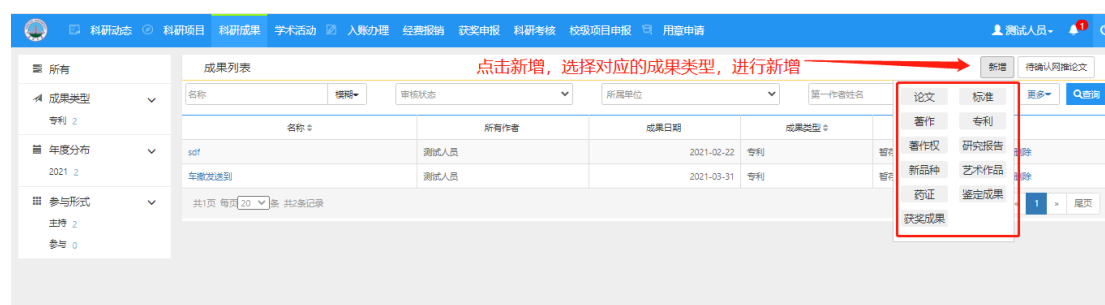 科研动态 科研项目 科研成果 学术活动 入账办理 经费报销 获奖申报 科研考核 校级项目申报 用章申请 测试人员 1
所有 成果列表 点击新增，选择对应的成果类型，进行新增 新增 待确认网推论文
成果类型 名称 模糊 审核状态 所属单位 第一作者姓名 更多 查询
专利 2
论文 标准
著作 专利
著作权 研究报告
新品种 艺术作品
药证 鉴定成果
获奖成果
名称 所有作者 成果日期 成果类型
年度分布 sdf 测试人员 2021-02-22 专利 暂存 删除
2021 2 车撒发送到 测试人员 2021-03-31 专利 暂存 删除
参与形式 共1页 每页 20 条 共2条记录 « 1 » 尾页
主持 2
参与 0